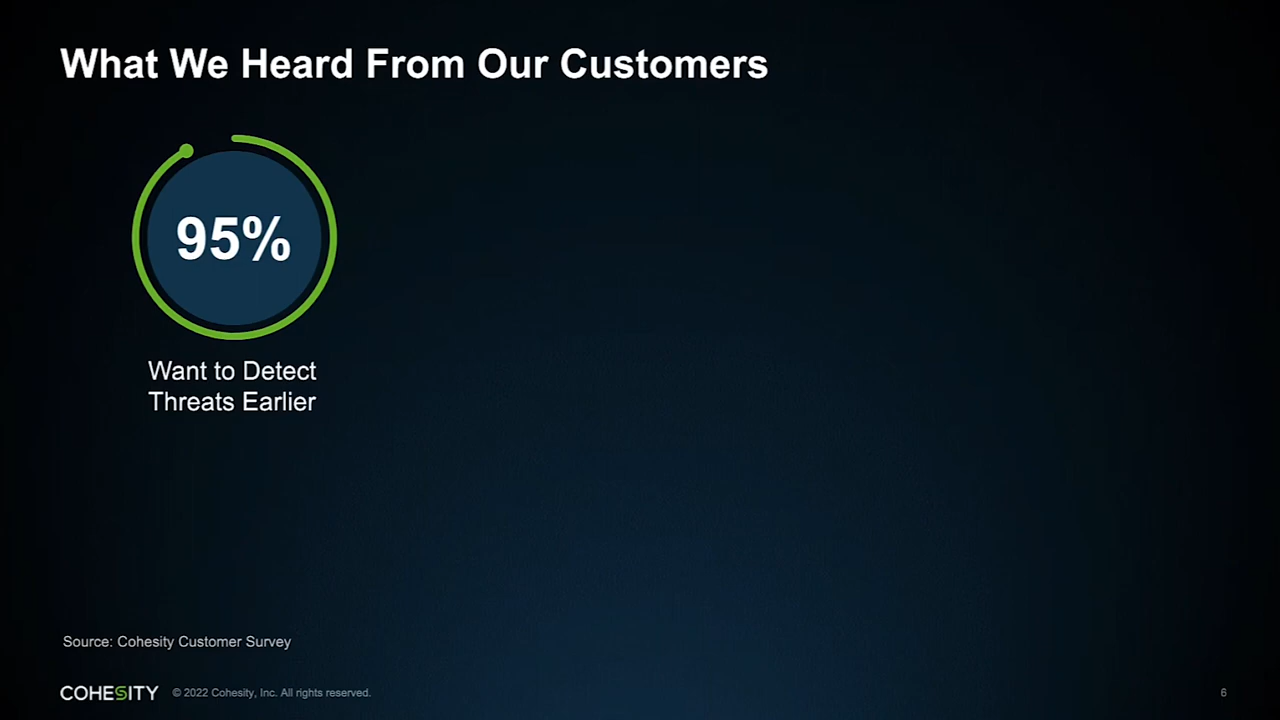 What We Heard From Our Customers
95%
Want to Detect
Threats Earlier
Source: Cohesity Customer Survey
COHESITY © 2022 Cohesity, Inc. All rights reserved. 6